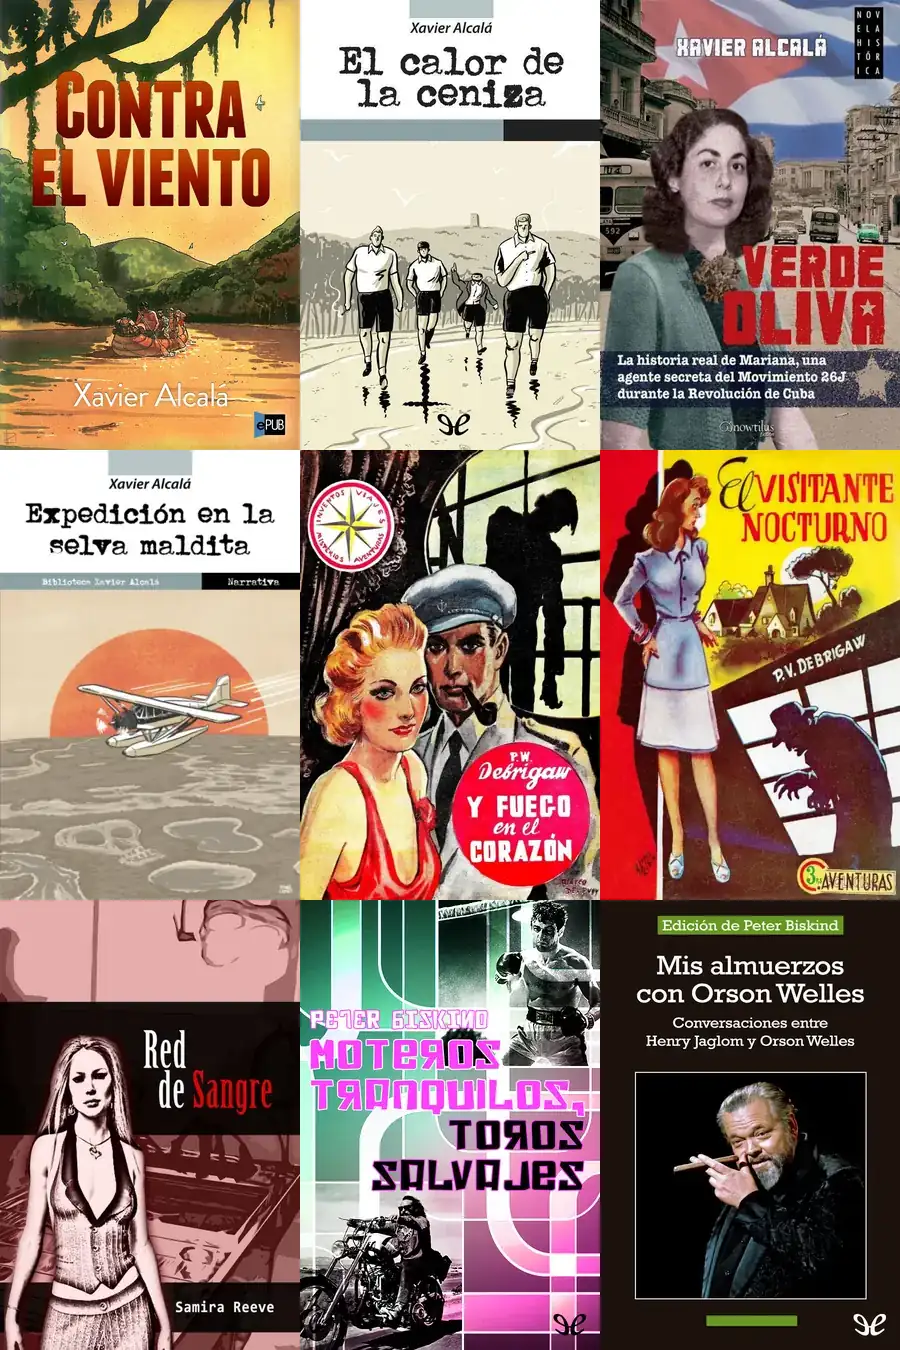 CONTRA
EL VIENTO
Xavier Alcalá
ePUB
Xavier Alcalá
El calor de
la ceniza
NOVELA HISTÓRICA
XAVIER ALCALÁ
592
VERDE
OLIVA
La historia real de Mariana, una
agente secreta del Movimiento 26J
durante la Revolución de Cuba
nowtilus
Xavier Alcalá
Expedición en la
selva maldita
Biblioteca Xavier Alcalá
Narrativa
INVENTOS VIAJES
MISTERIOS AVENTURAS
P.W.
Debrigaw
Y FUEGO
en el
CORAZÓN
El VISITANTE
NOCTURNO
P.V. DEBRIGAW
AVENTURAS
Red
de Sangre
Samira Reeve
PETER BISKIND
MOTEROS
TRANQUILOS,
TOROS
SALVAJES
Edición de Peter Biskind
Mis almuerzos
con Orson Welles
Conversaciones entre
Henry Jaglom y Orson Welles